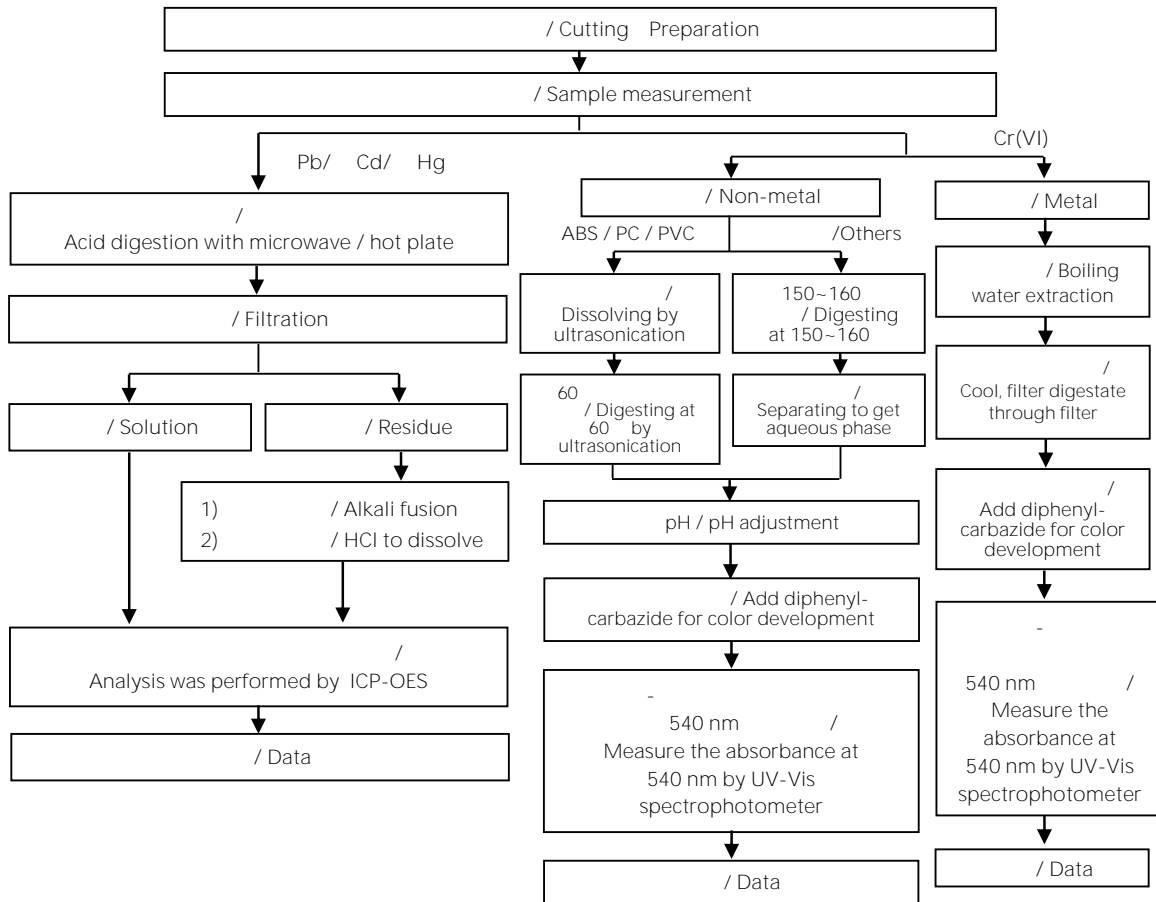 / Cutting Preparation
/ Sample measurement
Pb/ Cd/ Hg
Cr(VI)
/
Acid digestion with microwave / hot plate
/ Filtration
/ Solution
/ Residue
1) / Alkali fusion
2) / HCl to dissolve
/
Analysis was performed by ICP-OES
/ Data
/ Non-metal
ABS / PC / PVC
/Others
/
Dissolving by
ultrasonication
150~160
/ Digesting
at 150~160
60
/ Digesting at
60 by
ultrasonication
/
Separating to get
aqueous phase
pH / pH adjustment
/ Add diphenyl-
carbazide for color development
-
540 nm /
Measure the absorbance at
540 nm by UV-Vis
spectrophotometer
/ Data
/ Metal
/ Boiling
water extraction
/
Cool, filter digestate
through filter
/
Add diphenyl-
carbazide for color
development
-
540 nm /
Measure the
absorbance at
540 nm by UV-Vis
spectrophotometer
/ Data